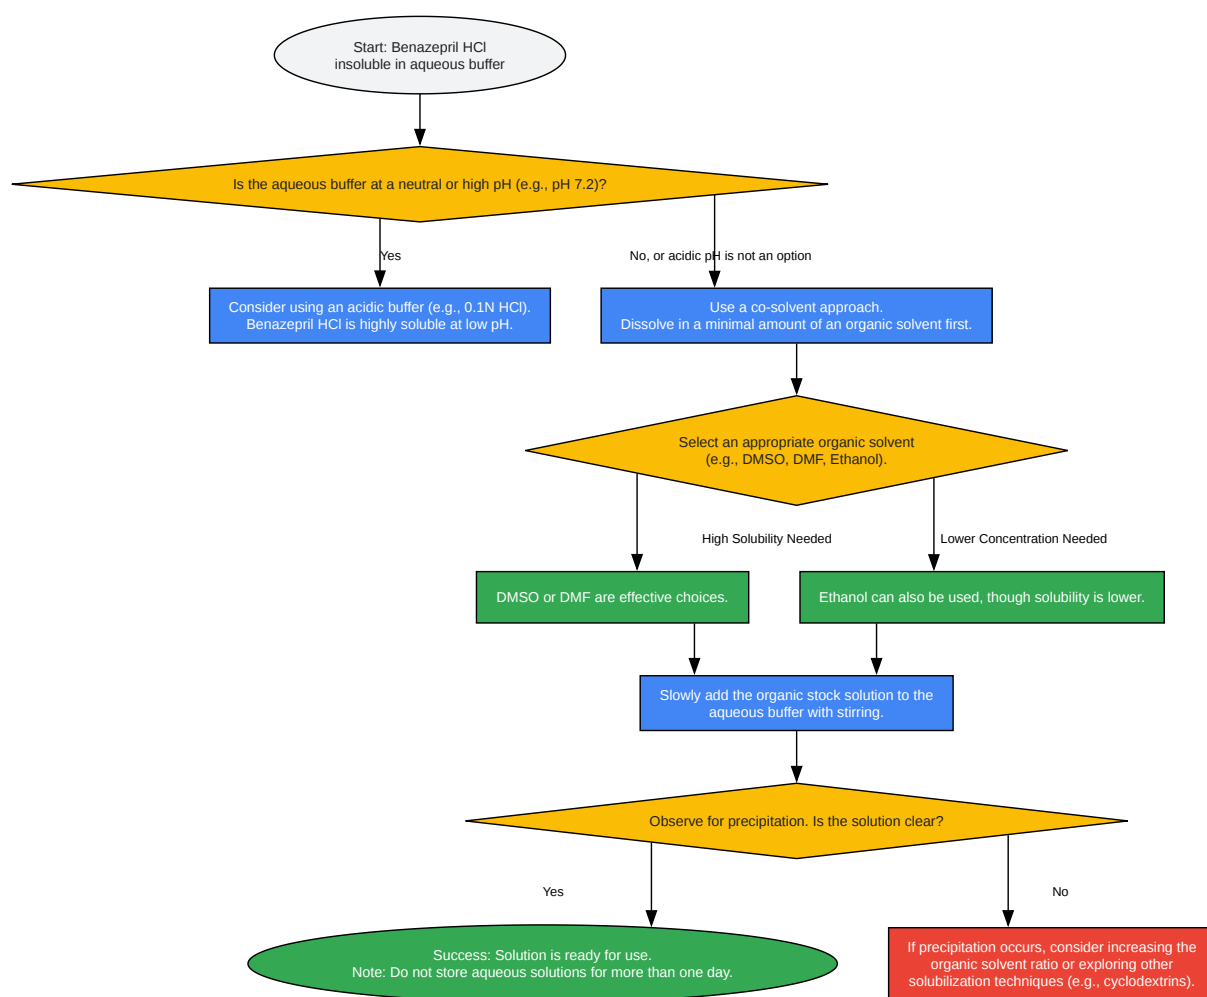 Start: Benazepril HCl
insoluble in aqueous buffer
Is the aqueous buffer at a neutral or high pH (e.g., pH 7.2)?
Yes
No, or acidic pH is not an option
Consider using an acidic buffer (e.g., 0.1N HCl).
Benazepril HCl is highly soluble at low pH.
Use a co-solvent approach.
Dissolve in a minimal amount of an organic solvent first.
Select an appropriate organic solvent
(e.g., DMSO, DMF, Ethanol).
High Solubility Needed
Lower Concentration Needed
DMSO or DMF are effective choices.
Ethanol can also be used, though solubility is lower.
Slowly add the organic stock solution to the
aqueous buffer with stirring.
Observe for precipitation. Is the solution clear?
Yes
No
Success: Solution is ready for use.
Note: Do not store aqueous solutions for more than one day.
If precipitation occurs, consider increasing the
organic solvent ratio or exploring other
solubilization techniques (e.g., cyclodextrins).